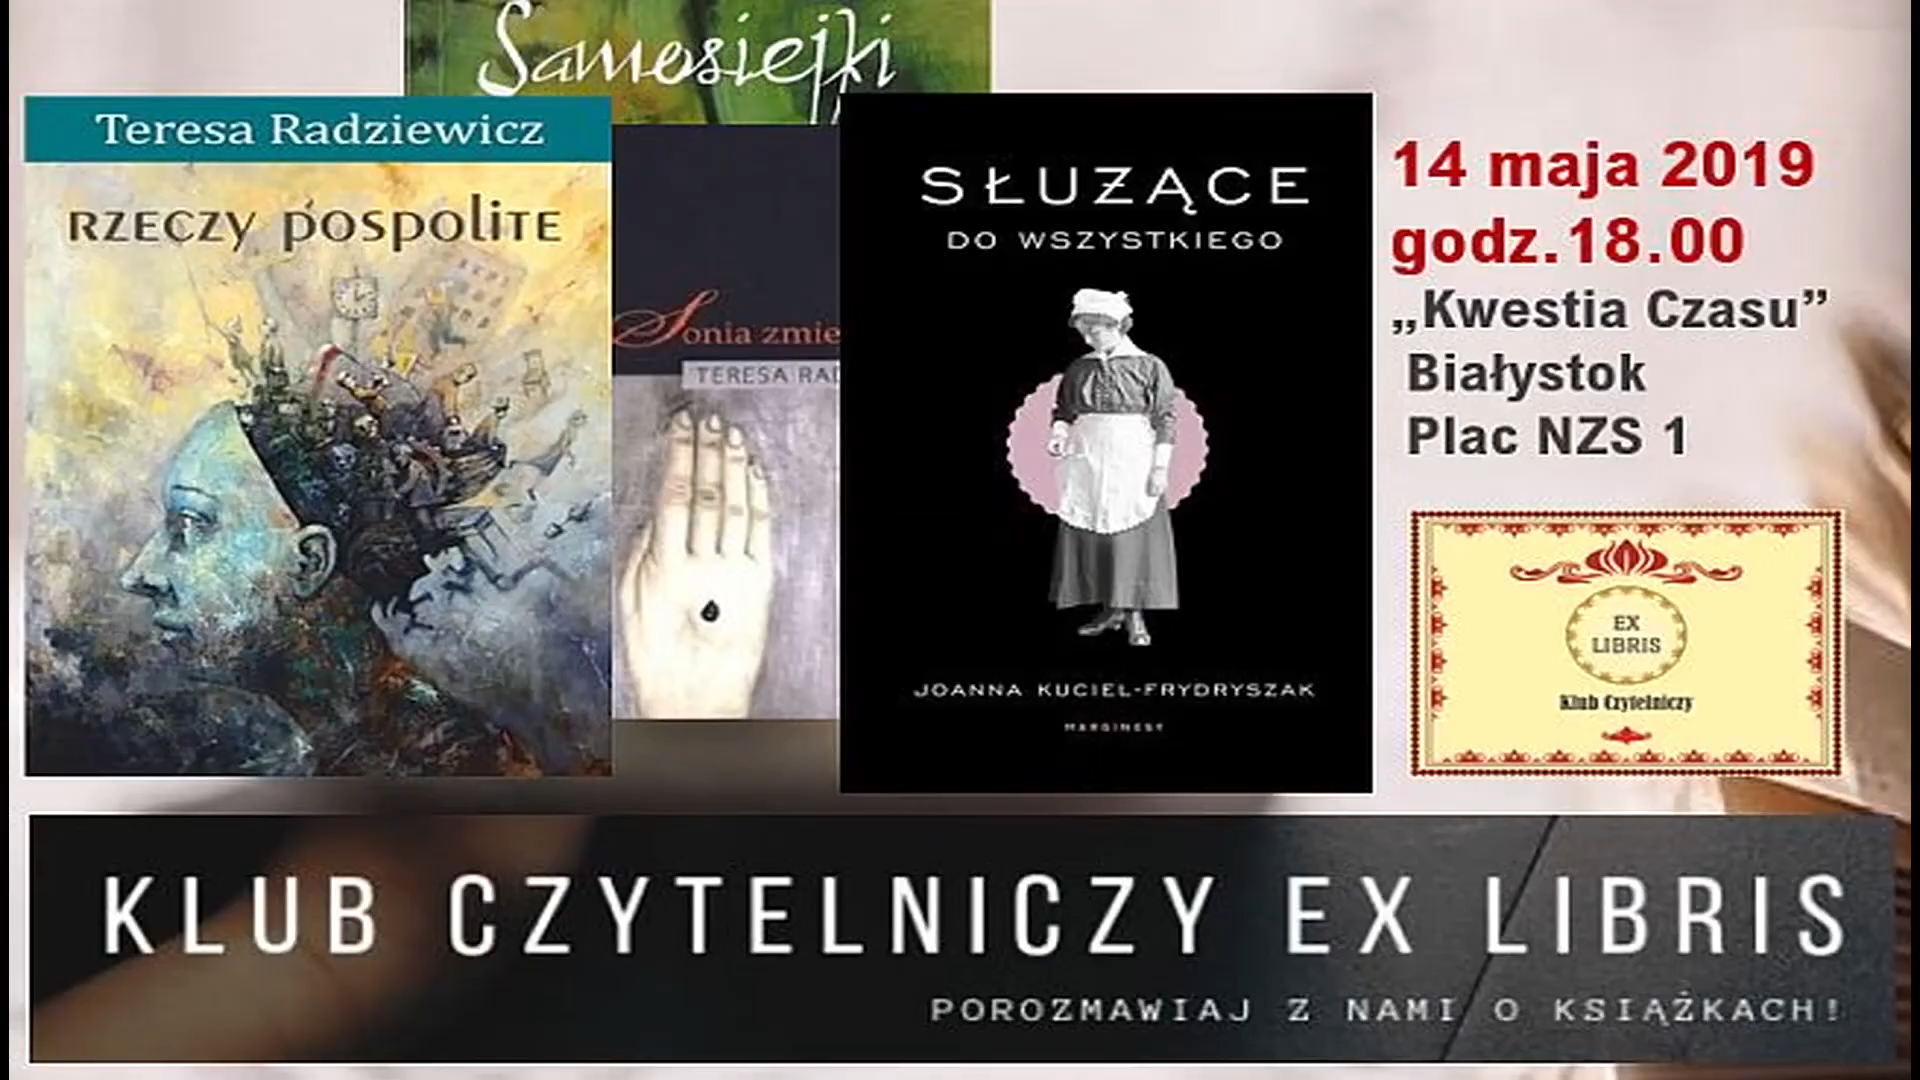 Samosiejki
Teresa Radziewicz
RZECZY pospoliTE
Sonia zmie
TERESA RAD
SŁUŻĄCE
DO WSZYSTKIEGO
JOANNA KUCIEL-FRYDRYSZAK
MARGINESY
14 maja 2019
godz.18.00
„Kwestia Czasu”
Białystok
Plac NZS 1
EX
LIBRIS
Klub Czytelniczy
KLUB CZYTELNICZY EX LIBRIS
POROZMAWIAJ Z NAMI O KSIĄŻKACH!